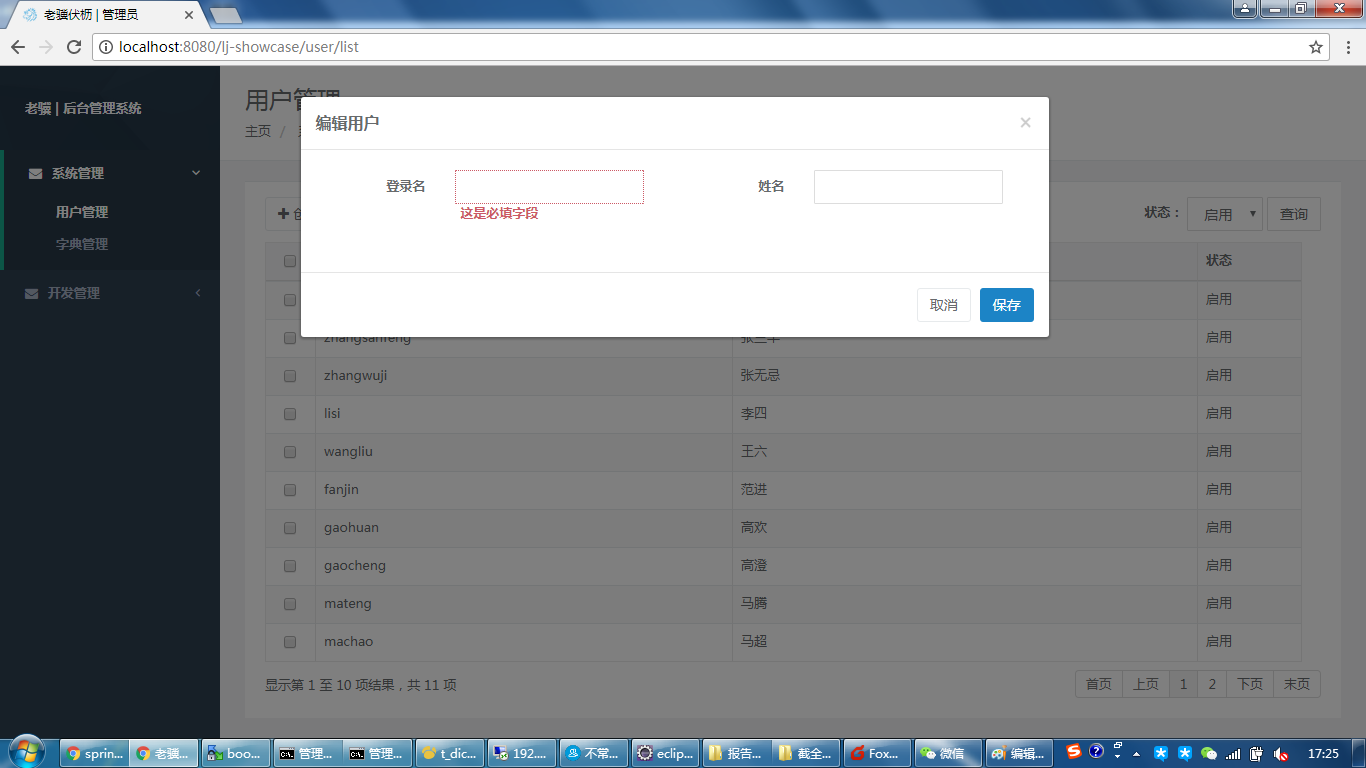 老骥伏枥 | 管理员
localhost:8080/lj-showcase/user/list
老骥 | 后台管理系统
系统管理
用户管理
字典管理
开发管理
用户管理
主页 /
编辑用户 ×
登录名
这是必填字段
姓名
取消 保存
状态： 启用 查询
状态
启用
zhangsanfeng 张三丰 启用
zhangwuji 张无忌 启用
lisi 李四 启用
wangliu 王六 启用
fanjin 范进 启用
gaohuan 高欢 启用
gaocheng 高澄 启用
mateng 马腾 启用
machao 马超 启用
显示第 1 至 10 项结果，共 11 项
首页 上页 1 2 下页 末页
sprin... 老骥... boo... 管理... 管理... t_dic... 192.... 不常... eclip... 报告... 截全... Fox... 微信 编辑... 17:25